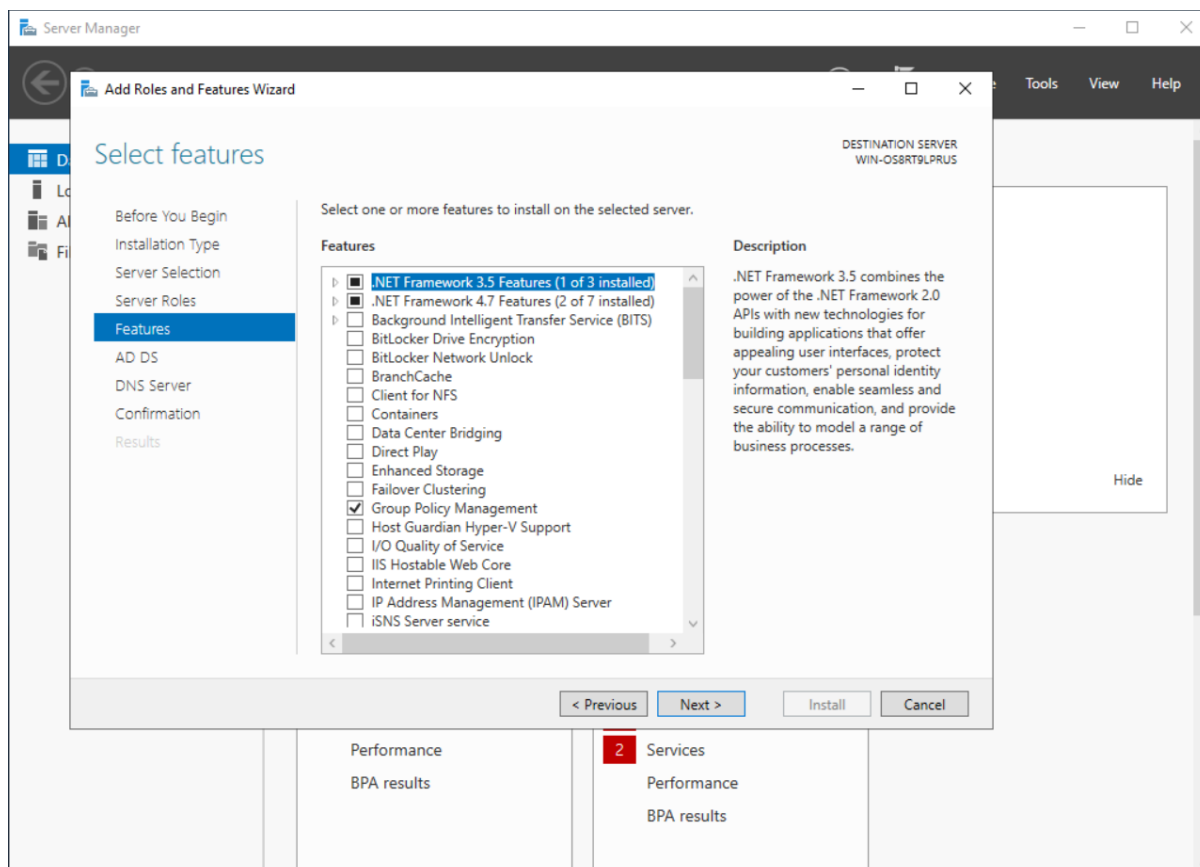 Server Manager
Tools
View
Help
Add Roles and Features Wizard
Select features
DESTINATION SERVER
WIN-OS8RT9LPRUS
Before You Begin
Installation Type
Server Selection
Server Roles
Features
AD DS
DNS Server
Confirmation
Results
Select one or more features to install on the selected server.
Features
.NET Framework 3.5 Features (1 of 3 installed)
.NET Framework 4.7 Features (2 of 7 installed)
Background Intelligent Transfer Service (BITS)
BitLocker Drive Encryption
BitLocker Network Unlock
BranchCache
Client for NFS
Containers
Data Center Bridging
Direct Play
Enhanced Storage
Failover Clustering
Group Policy Management
Host Guardian Hyper-V Support
I/O Quality of Service
IIS Hostable Web Core
Internet Printing Client
IP Address Management (IPAM) Server
iSNS Server service
Description
.NET Framework 3.5 combines the
power of the .NET Framework 2.0
APIs with new technologies for
building applications that offer
appealing user interfaces, protect
your customers' personal identity
information, enable seamless and
secure communication, and provide
the ability to model a range of
business processes.
Hide
< Previous
Next >
Install
Cancel
Performance
BPA results
2 Services
Performance
BPA results